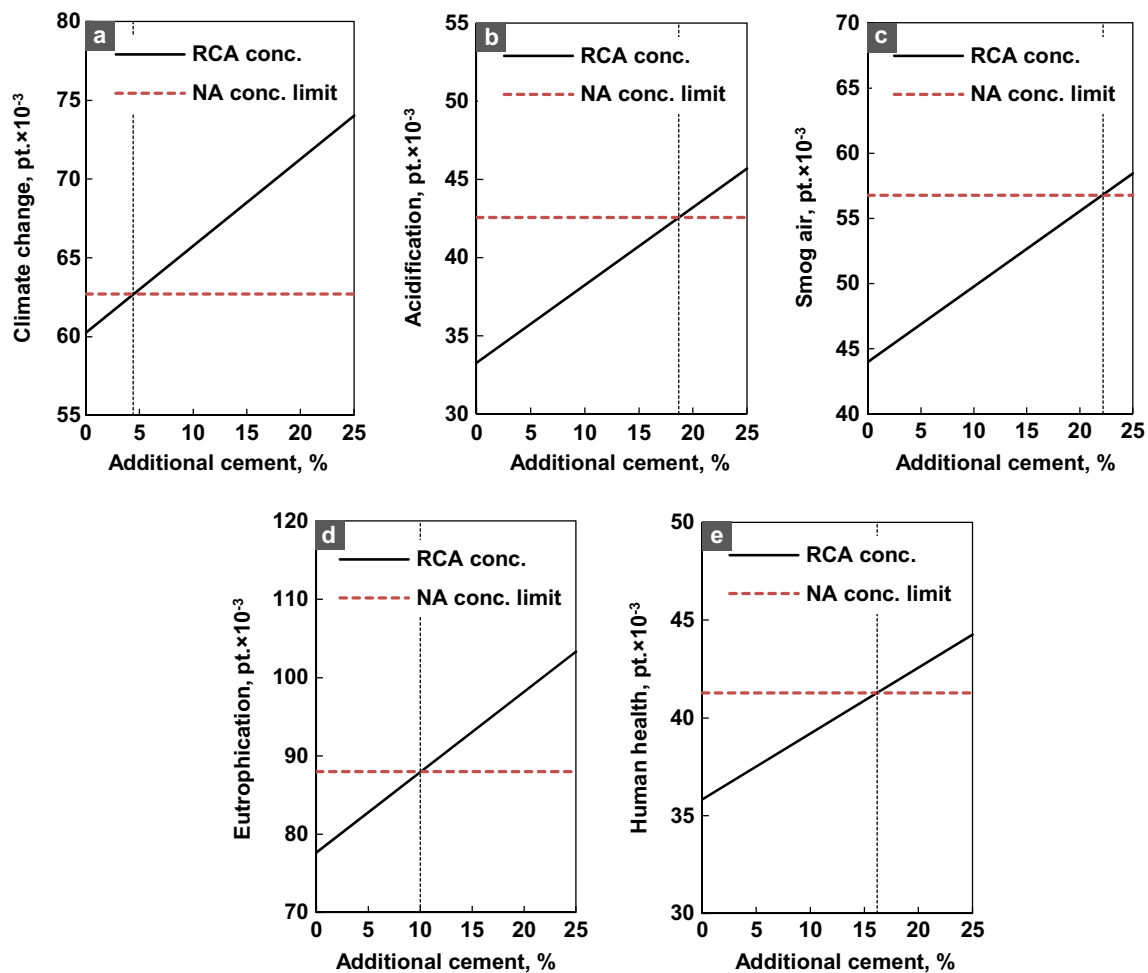 a
RCA conc.
NA conc. limit
Climate change, pt.×10⁻³
80
75
70
65
60
55
0 5 10 15 20 25
Additional cement, %
b
RCA conc.
NA conc. limit
Acidification, pt.×10⁻³
55
50
45
40
35
30
0 5 10 15 20 25
Additional cement, %
c
RCA conc.
NA conc. limit
Smog air, pt.×10⁻³
70
65
60
55
50
45
40
0 5 10 15 20 25
Additional cement, %
d
RCA conc.
NA conc. limit
Eutrophication, pt.×10⁻³
120
110
100
90
80
70
0 5 10 15 20 25
Additional cement, %
e
RCA conc.
NA conc. limit
Human health, pt.×10⁻³
50
45
40
35
30
0 5 10 15 20 25
Additional cement, %